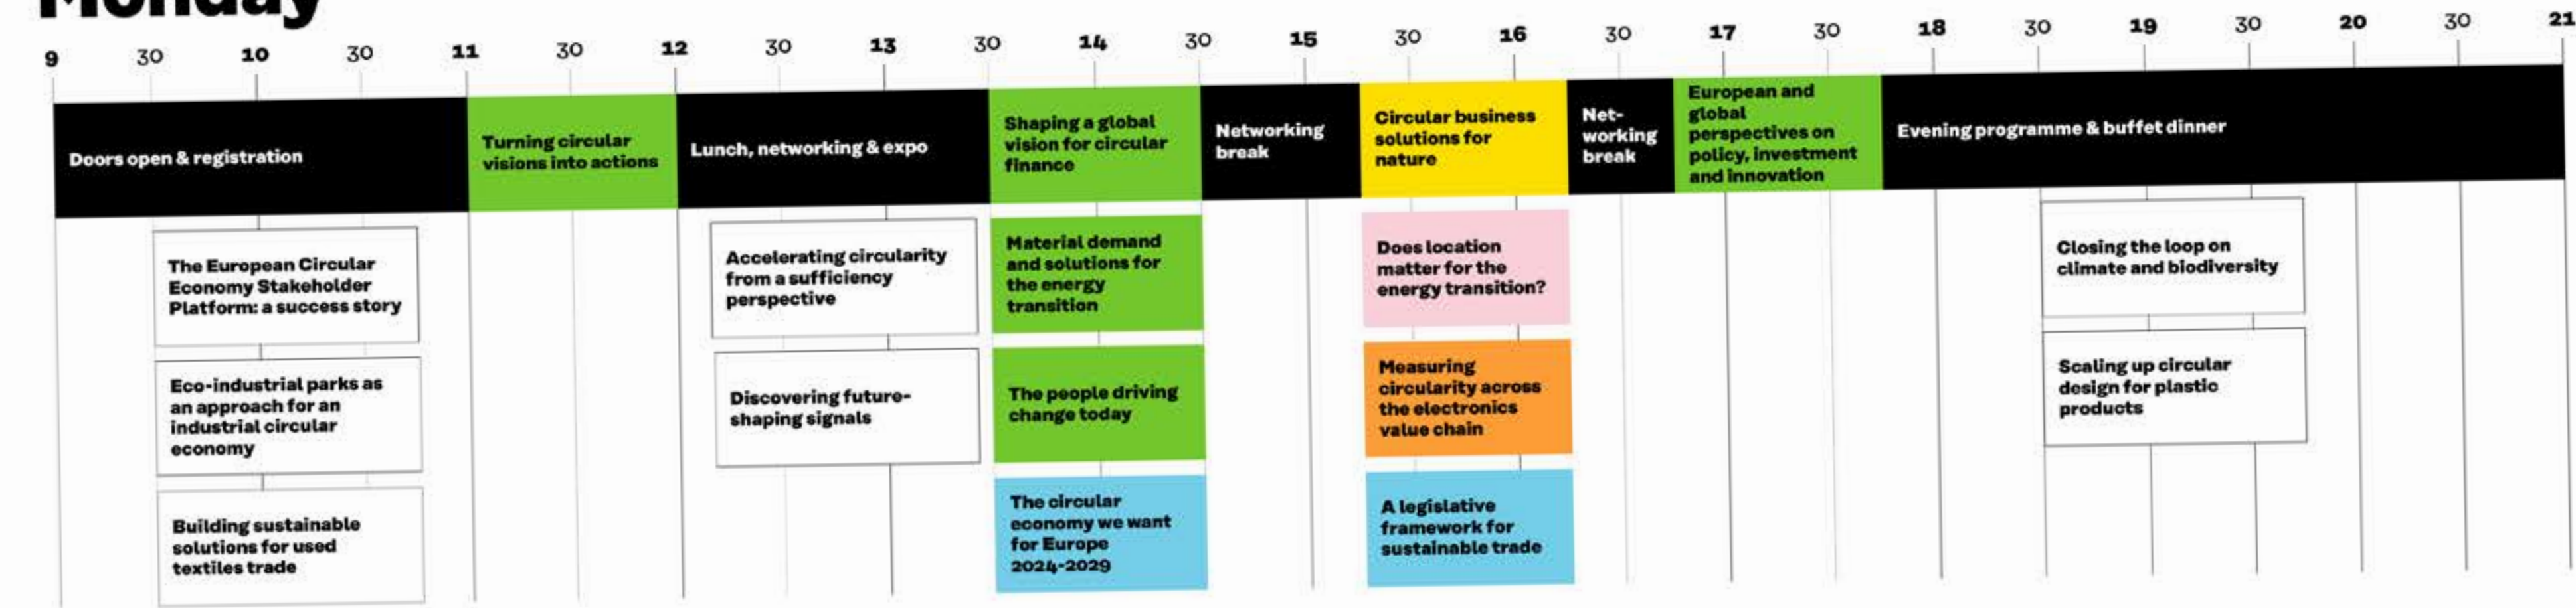 Monday
9 30 10 30 11 30 12 30 13 30 14 30 15 30 16 30 17 30 18 30 19 30 20 30 21
Doors open & registration
Turning circular
visions into actions
Lunch, networking & expo
Shaping a global
vision for circular
finance
Networking
break
Circular business
solutions for
nature
Net-
working
break
European and
global
perspectives on
policy, investment
and innovation
Evening programme & buffet dinner
The European Circular
Economy Stakeholder
Platform: a success story
Accelerating circularity
from a sufficiency
perspective
Material demand
and solutions for
the energy
transition
Does location
matter for the
energy transition?
Closing the loop on
climate and biodiversity
Eco-industrial parks as
an approach for an
industrial circular
economy
Discovering future-
shaping signals
The people driving
change today
Measuring
circularity across
the electronics
value chain
Scaling up circular
design for plastic
products
Building sustainable
solutions for used
textiles trade
The circular
economy we want
for Europe
2024-2029
A legislative
framework for
sustainable trade